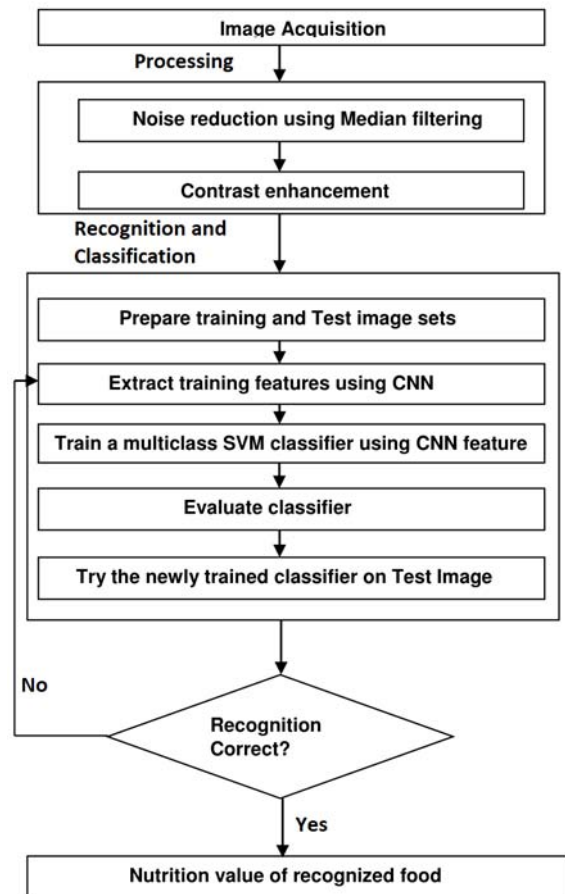 Image Acquisition
Processing
Noise reduction using Median filtering
Contrast enhancement
Recognition and
Classification
Prepare training and Test image sets
Extract training features using CNN
Train a multiclass SVM classifier using CNN feature
Evaluate classifier
Try the newly trained classifier on Test Image
No
Recognition
Correct?
Yes
Nutrition value of recognized food